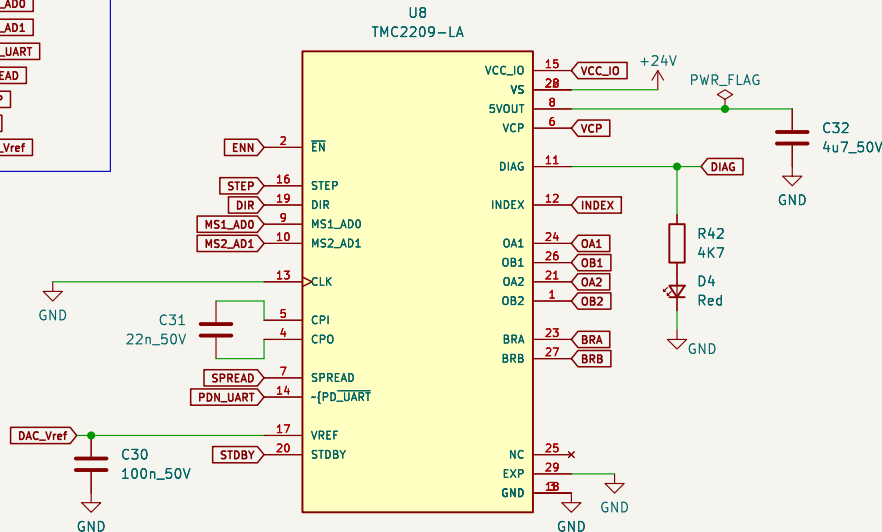 _AD0
_AD1
_UART
EAD
P
_Vref
U8
TMC2209-LA
ENN 2 EN
STEP 16 STEP
DIR 19 DIR
MS1_AD0 9 MS1_AD0
MS2_AD1 10 MS2_AD1
13 CLK
GND
C31
22n_50V
5 CPI
4 CPO
SPREAD 7 SPREAD
PDN_UART 14 ~{PD_UART
DAC_Vref 17 VREF
STDBY 20 STDBY
C30
100n_50V
GND
VCC_IO 15 VCC_IO
VS
+24V
PWR_FLAG
5VOUT 8
VCP 6 VCP
C32
4u7_50V
GND
DIAG 11 DIAG
INDEX 12 INDEX
R42
4K7
D4
Red
GND
OA1 24 OA1
OB1 26 OB1
OA2 21 OA2
OB2 1 OB2
BRA 23 BRA
BRB 27 BRB
NC 25
EXP 29
GND
GND
GND